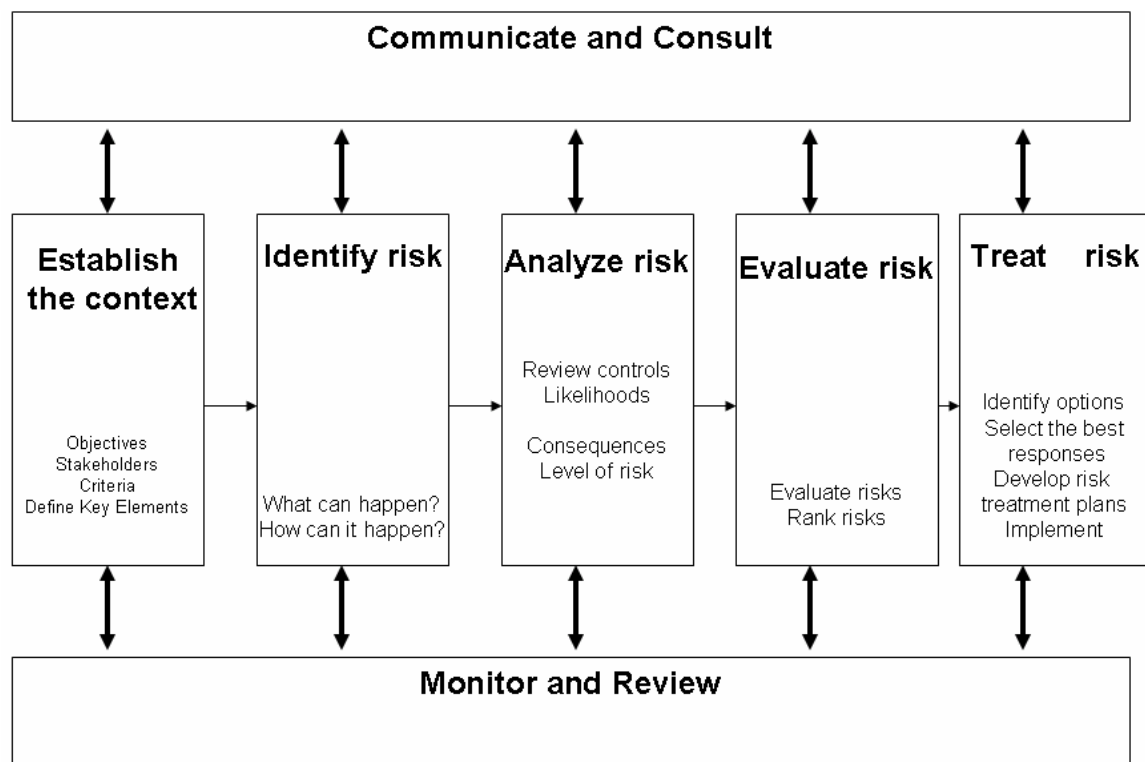 Communicate and Consult
Establish
the context
Objectives
Stakeholders
Criteria
Define Key Elements
Identify risk
What can happen?
How can it happen?
Analyze risk
Review controls
Likelihoods
Consequences
Level of risk
Evaluate risk
Evaluate risks
Rank risks
Treat risk
Identify options
Select the best
responses
Develop risk
treatment plans
Implement
Monitor and Review